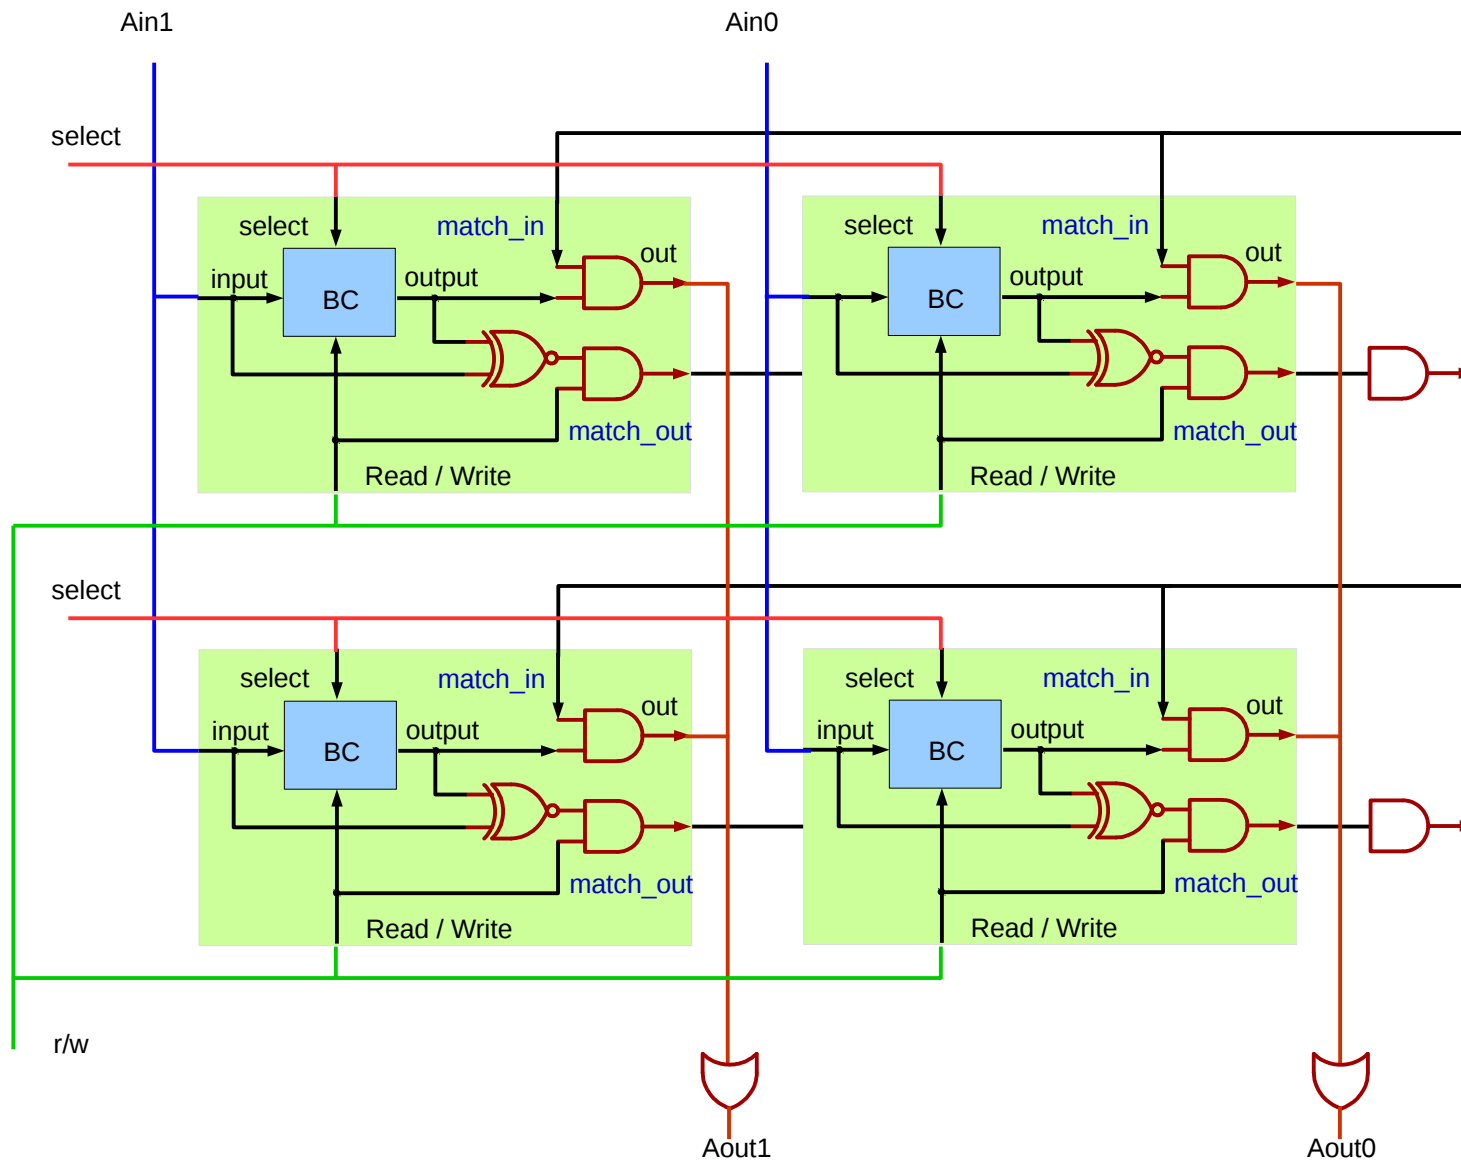 Ain1
Ain0
select
select
match_in
select
match_in
input
output
out
input
output
out
BC
BC
match_out
match_out
Read / Write
Read / Write
select
select
match_in
select
match_in
input
output
out
input
output
out
BC
BC
match_out
match_out
Read / Write
Read / Write
r/w
Aout1
Aout0